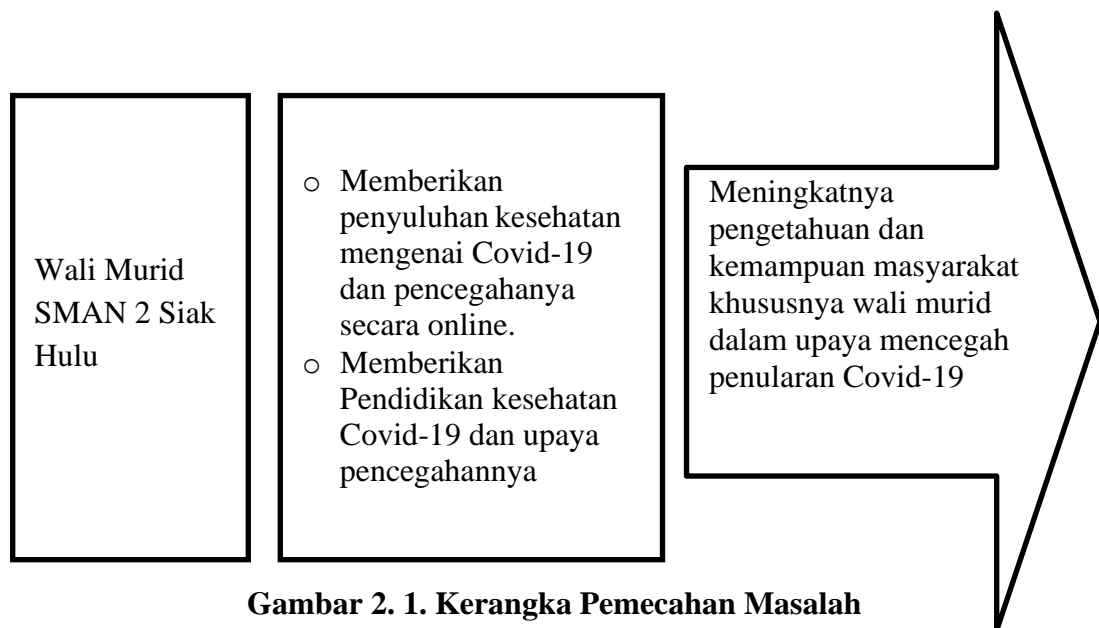 Wali Murid
SMAN 2 Siak
Hulu
o Memberikan
penyuluhan kesehatan
mengenai Covid-19
dan pencegahanya
secara online.
o Memberikan
Pendidikan kesehatan
Covid-19 dan upaya
pencegahannya
Meningkatnya
pengetahuan dan
kemampuan masyarakat
khususnya wali murid
dalam upaya mencegah
penularan Covid-19
Gambar 2. 1. Kerangka Pemecahan Masalah